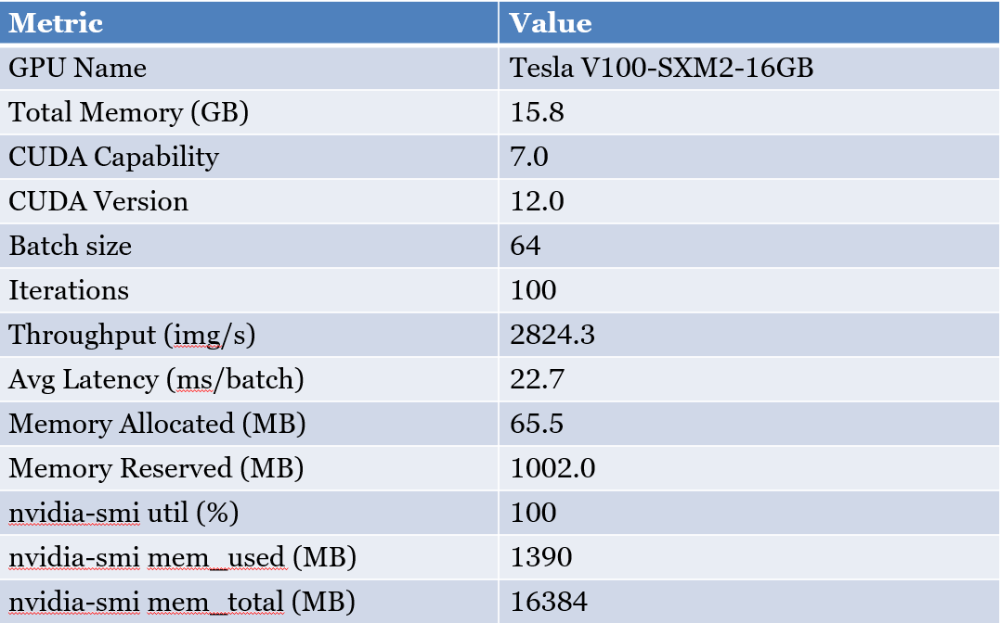 Metric Value
GPU Name Tesla V100-SXM2-16GB
Total Memory (GB) 15.8
CUDA Capability 7.0
CUDA Version 12.0
Batch size 64
Iterations 100
Throughput (img/s) 2824.3
Avg Latency (ms/batch) 22.7
Memory Allocated (MB) 65.5
Memory Reserved (MB) 1002.0
nvidia-smi util (%) 100
nvidia-smi mem_used (MB) 1390
nvidia-smi mem_total (MB) 16384